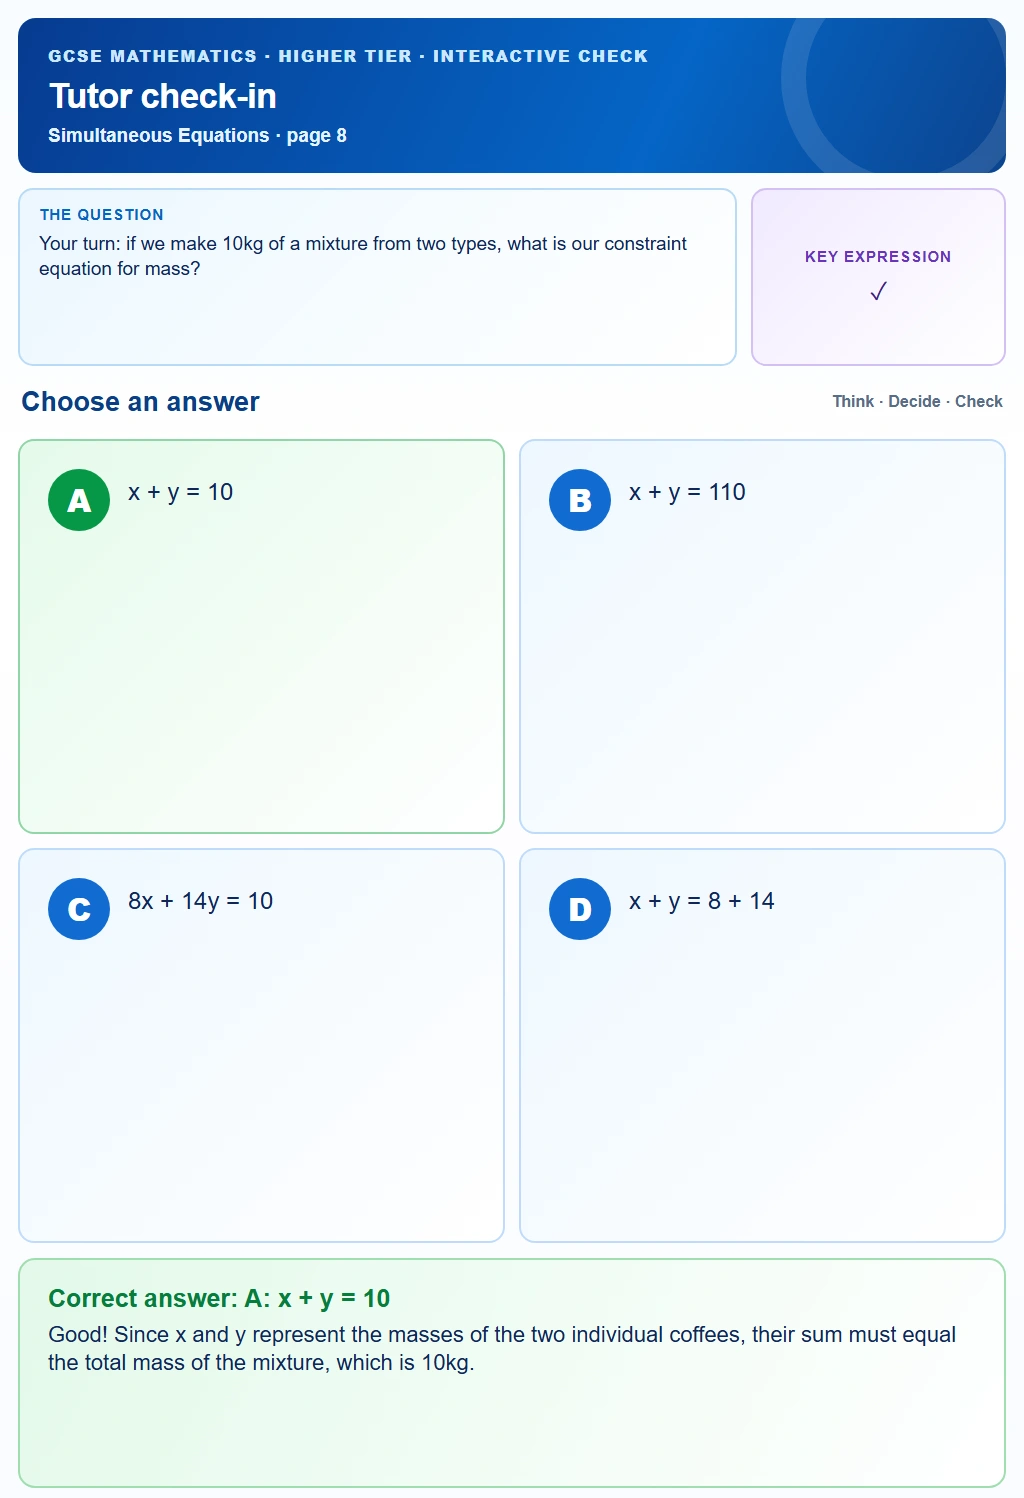 GCSE MATHEMATICS · HIGHER TIER · INTERACTIVE CHECK
Tutor check-in
Simultaneous Equations · page 8
THE QUESTION
Your turn: if we make 10kg of a mixture from two types, what is our constraint
equation for mass?
KEY EXPRESSION
✓
Choose an answer
Think · Decide · Check
A
x + y = 10
B
x + y = 110
C
8x + 14y = 10
D
x + y = 8 + 14
Correct answer: A: x + y = 10
Good! Since x and y represent the masses of the two individual coffees, their sum must equal
the total mass of the mixture, which is 10kg.